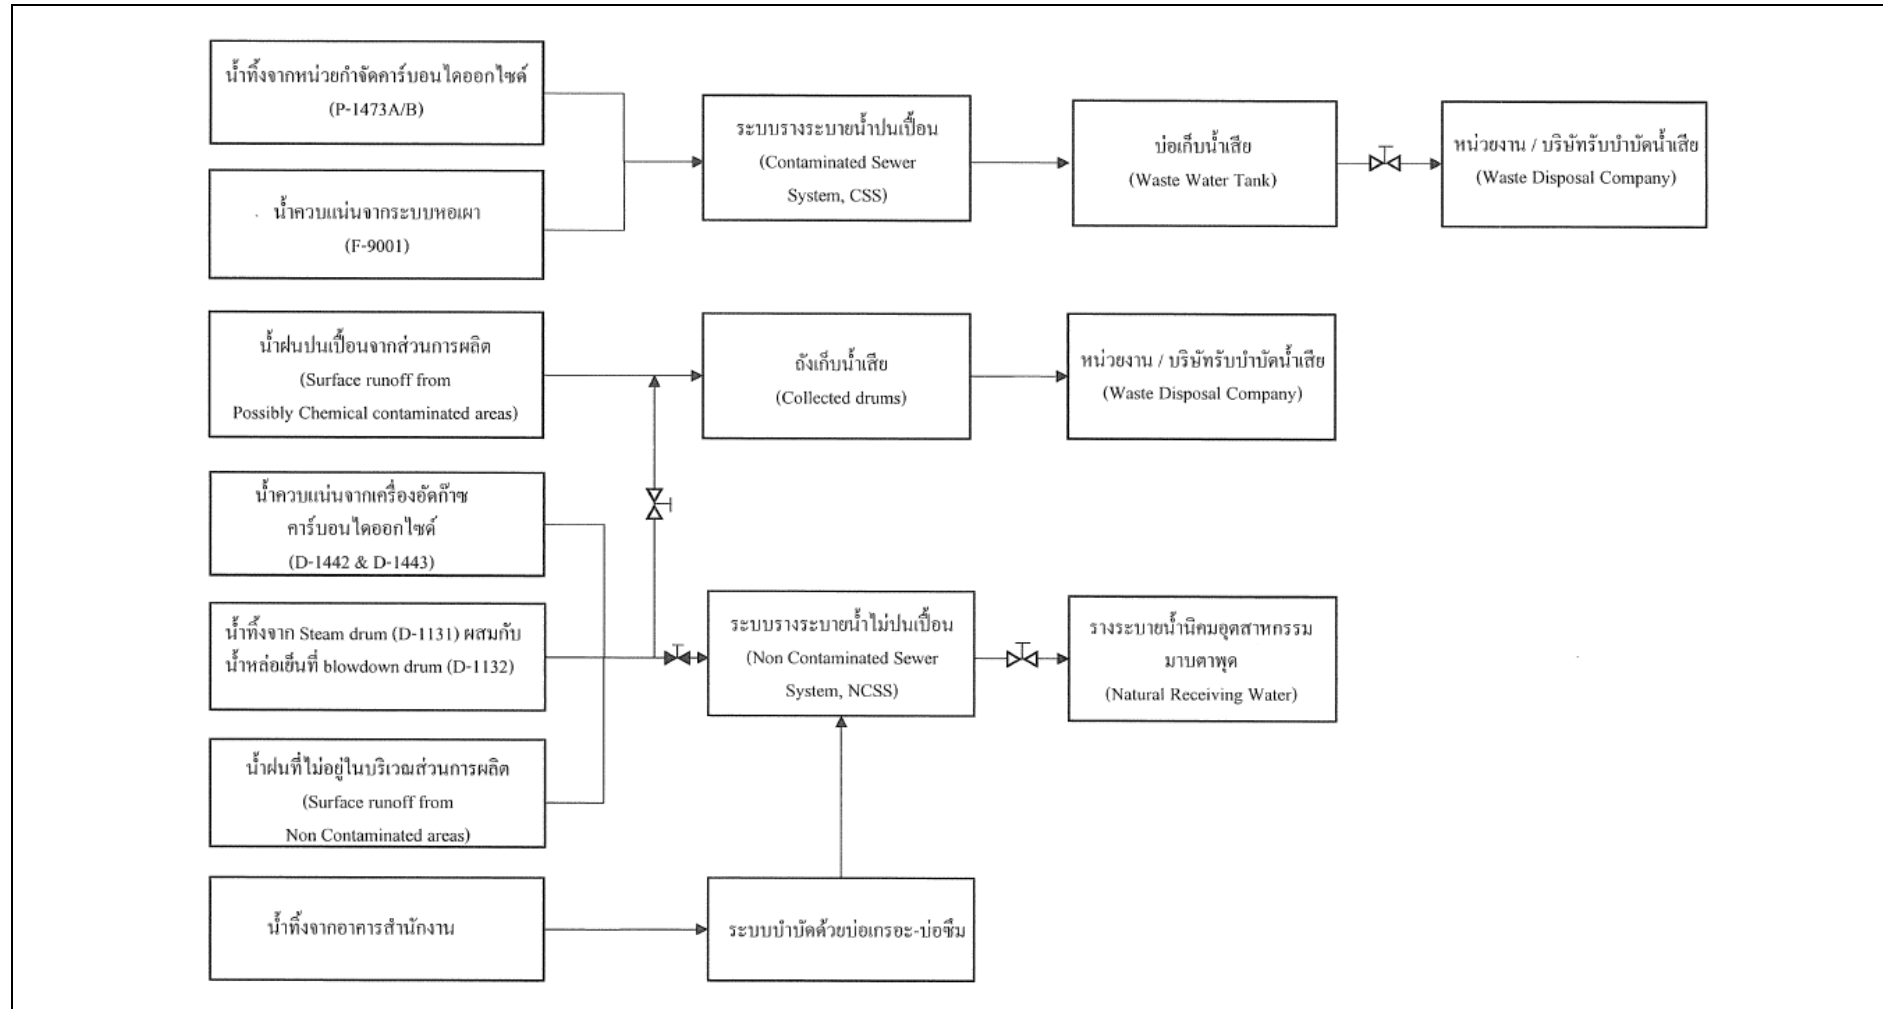 น้ำทิ้งจากหน่วยกำจัดคาร์บอนไดออกไซด์
(P-1473A/B)
น้ำควบแน่นจากระบบหอเผา
(F-9001)
ระบบรางระบายน้ำปนเปื้อน
(Contaminated Sewer
System, CSS)
บ่อเก็บน้ำเสีย
(Waste Water Tank)
หน่วยงาน / บริษัทรับบำบัดน้ำเสีย
(Waste Disposal Company)
น้ำฝนปนเปื้อนจากส่วนการผลิต
(Surface runoff from
Possibly Chemical contaminated areas)
ถังเก็บน้ำเสีย
(Collected drums)
หน่วยงาน / บริษัทรับบำบัดน้ำเสีย
(Waste Disposal Company)
น้ำควบแน่นจากเครื่องอัดก๊าซ
คาร์บอนไดออกไซด์
(D-1442 & D-1443)
น้ำทิ้งจาก Steam drum (D-1131) ผสมกับ
น้ำหล่อเย็นที่ blowdown drum (D-1132)
น้ำฝนที่ไม่อยู่ในบริเวณส่วนการผลิต
(Surface runoff from
Non Contaminated areas)
ระบบรางระบายน้ำไม่ปนเปื้อน
(Non Contaminated Sewer
System, NCSS)
รางระบายน้ำนิคมอุตสาหกรรม
มาบตาพุด
(Natural Receiving Water)
น้ำทิ้งจากอาคารสำนักงาน
ระบบบำบัดด้วยบ่อเกรอะ-บ่อซึม